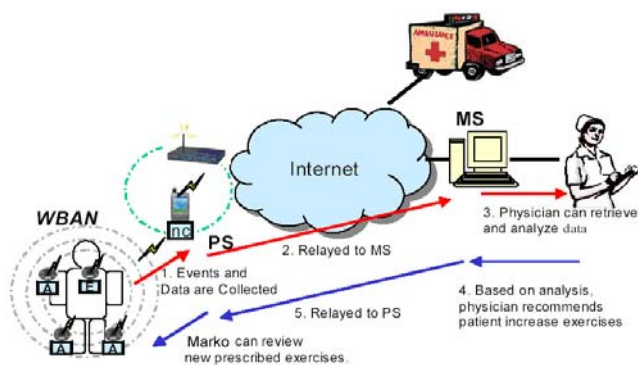 AMBULANCE
MS
Internet
WBAN
nc
PS
3. Physician can retrieve
and analyze data
2. Relayed to MS
1. Events and
Data are Collected
A
E
A
A
5. Relayed to PS
4. Based on analysis,
physician recommends
patient increase exercises
Marko can review
new prescribed exercises.